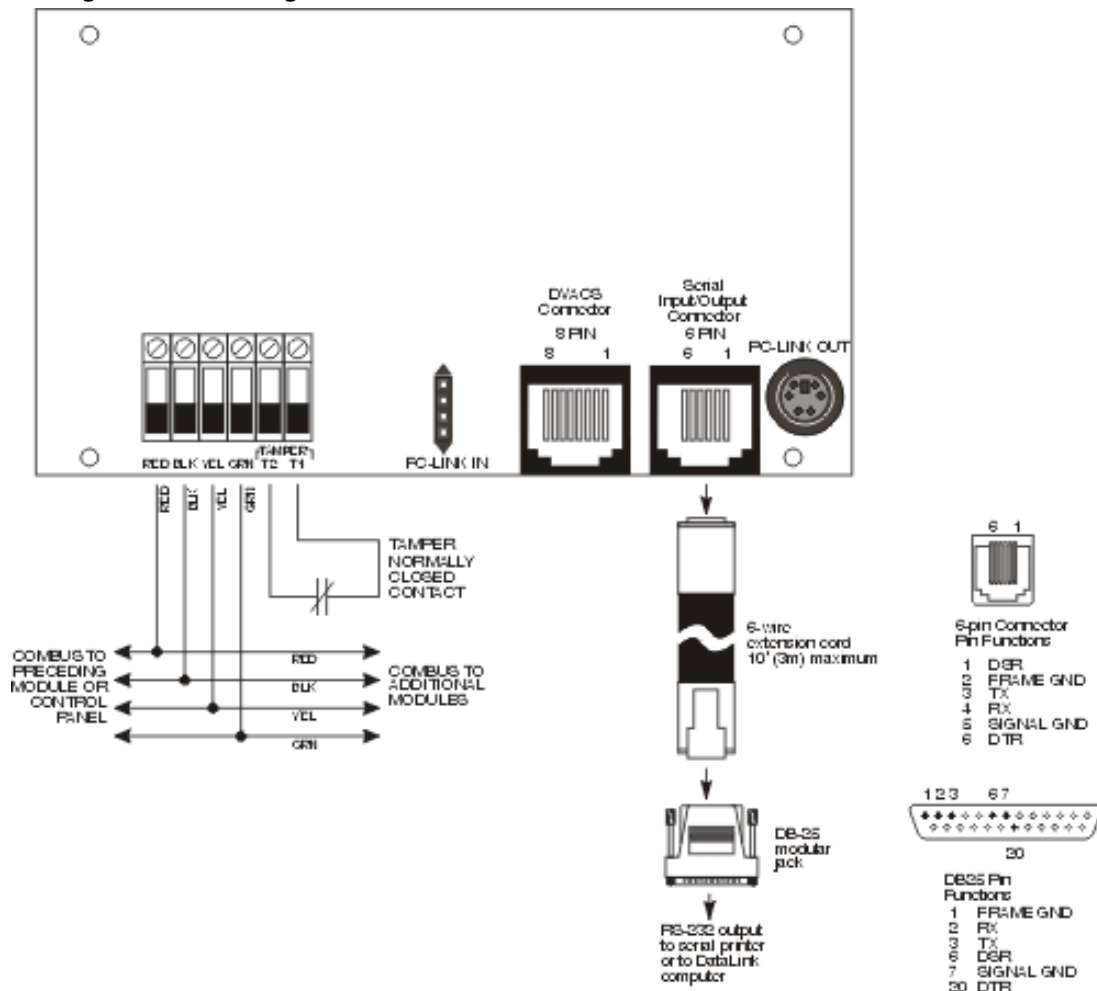 DVACS
Connector
8 PIN
8 1
Serial
Input/Output
Connector
6 PIN
6 1
PC-LINK OUT
RED BLK YEL GRN T2 T1
TAMPER
PC-LINK IN
RED
BLK
YEL
GRN
TAMPER
NORMALLY
CLOSED
CONTACT
COMBUS TO
PRECEDING
MODULE OR
CONTROL
PANEL
RED
BLK
YEL
GRN
COMBUS TO
ADDITIONAL
MODULES
6-wire
extension cord
10' (3m) maximum
DB-25
modular
jack
RS-232 output
to serial printer
or to DataLink
computer
6 1
6-pin Connector
Pin Functions
1 DSR
2 FRAME GND
3 TX
4 RX
5 SIGNAL GND
6 DTR
1 2 3 6 7
20
DB25 Pin
Functions
1 FRAME GND
2 RX
3 TX
6 DSR
7 SIGNAL GND
20 DTR